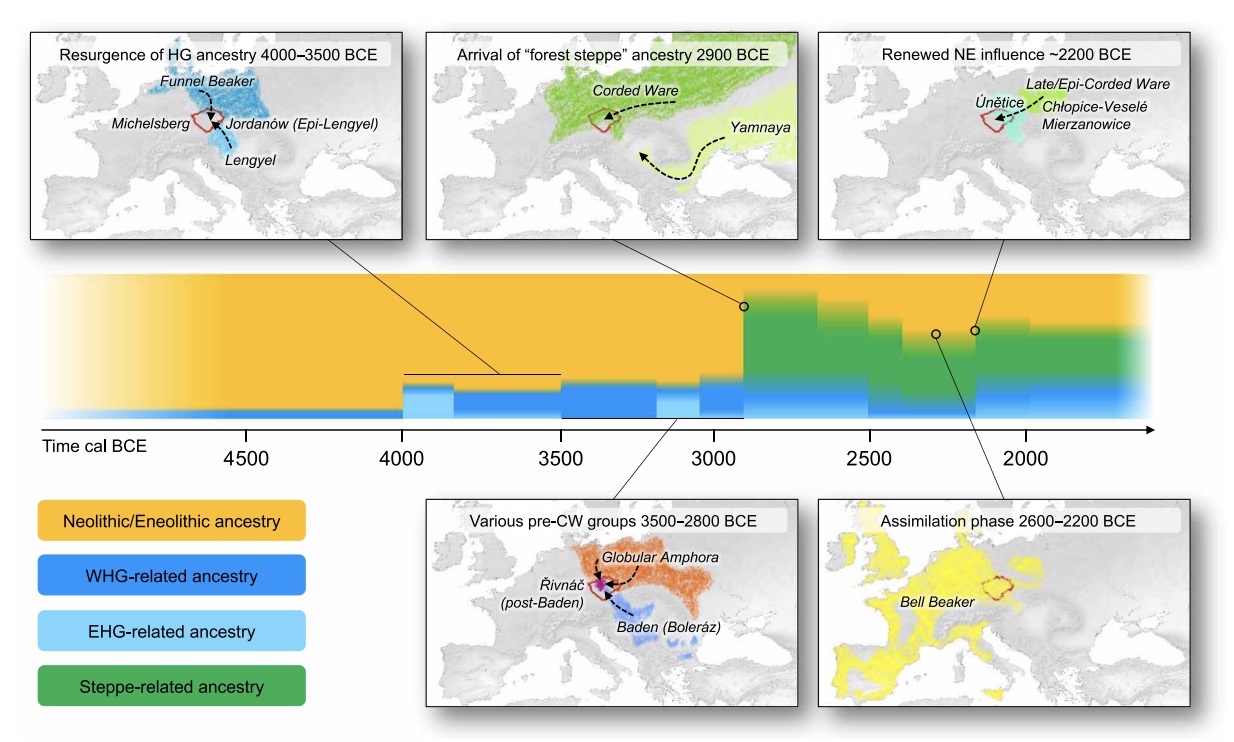 Resurgence of HG ancestry 4000–3500 BCE
Funnel Beaker
Michelsberg
Jordanów (Epi-Lengyel)
Lengyel
Arrival of “forest steppe” ancestry 2900 BCE
Corded Ware
Yamnaya
Renewed NE influence ~2200 BCE
Late/Epi-Corded Ware
Únětice
Chłopice-Veselé
Mierzanowice
Time cal BCE
4500
4000
3500
3000
2500
2000
Neolithic/Eneolithic ancestry
WHG-related ancestry
EHG-related ancestry
Steppe-related ancestry
Various pre-CW groups 3500–2800 BCE
Globular Amphora
Řivnáč
(post-Baden)
Baden (Boleráz)
Assimilation phase 2600–2200 BCE
Bell Beaker